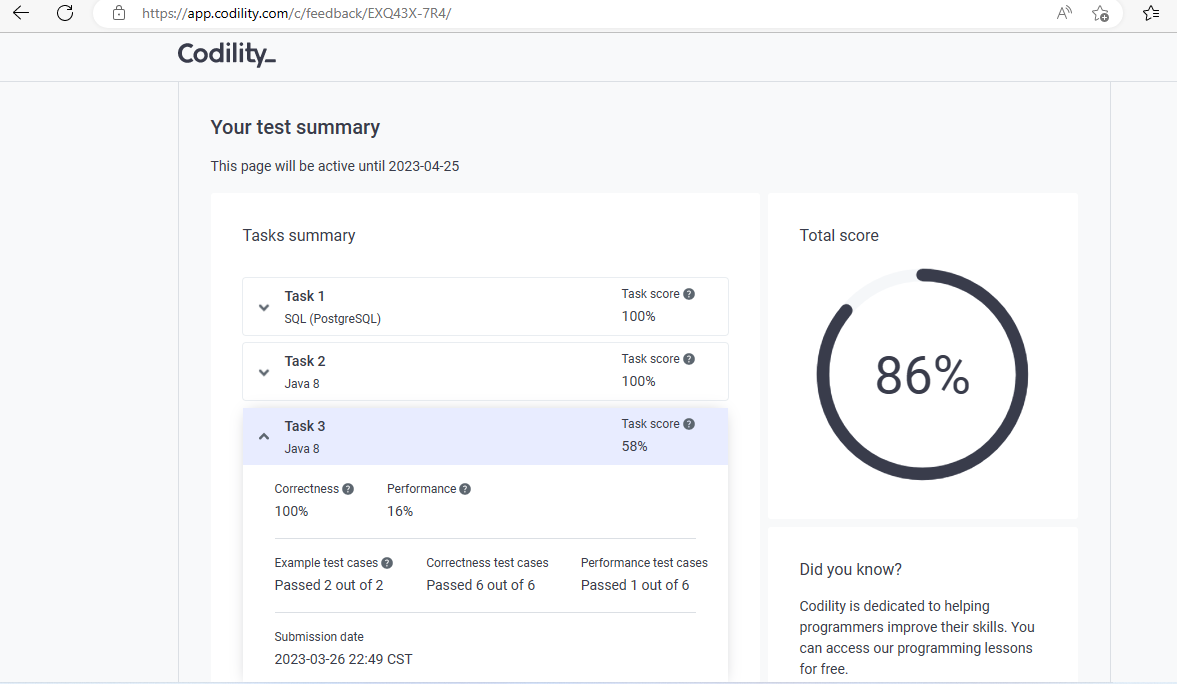 https://app.codility.com/c/feedback/EXQ43X-7R4/
Codility_
Your test summary
This page will be active until 2023-04-25
Tasks summary
Task 1
SQL (PostgreSQL)
Task score ?
100%
Task 2
Java 8
Task score ?
100%
Task 3
Java 8
Task score ?
58%
Correctness ?
100%
Performance ?
16%
Example test cases ?
Passed 2 out of 2
Correctness test cases
Passed 6 out of 6
Performance test cases
Passed 1 out of 6
Submission date
2023-03-26 22:49 CST
Total score
86%
Did you know?
Codility is dedicated to helping
programmers improve their skills. You
can access our programming lessons
for free.